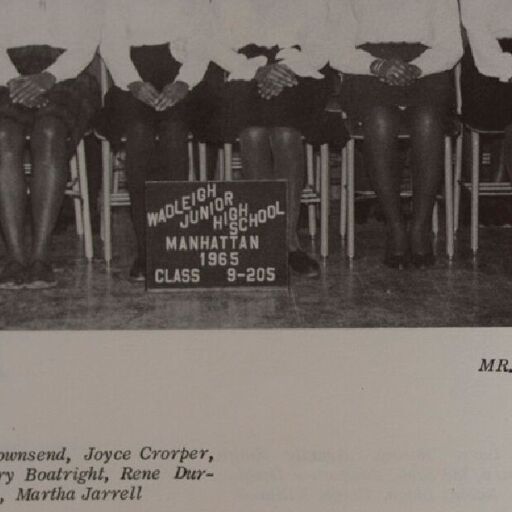 WADLEIGH
JUNIOR
HIGH SCHOOL
MANHATTAN
1965
CLASS 9-205
MR.
ownsend, Joyce Crorper,
ry Boatright, Rene Dur-
, Martha Jarrell